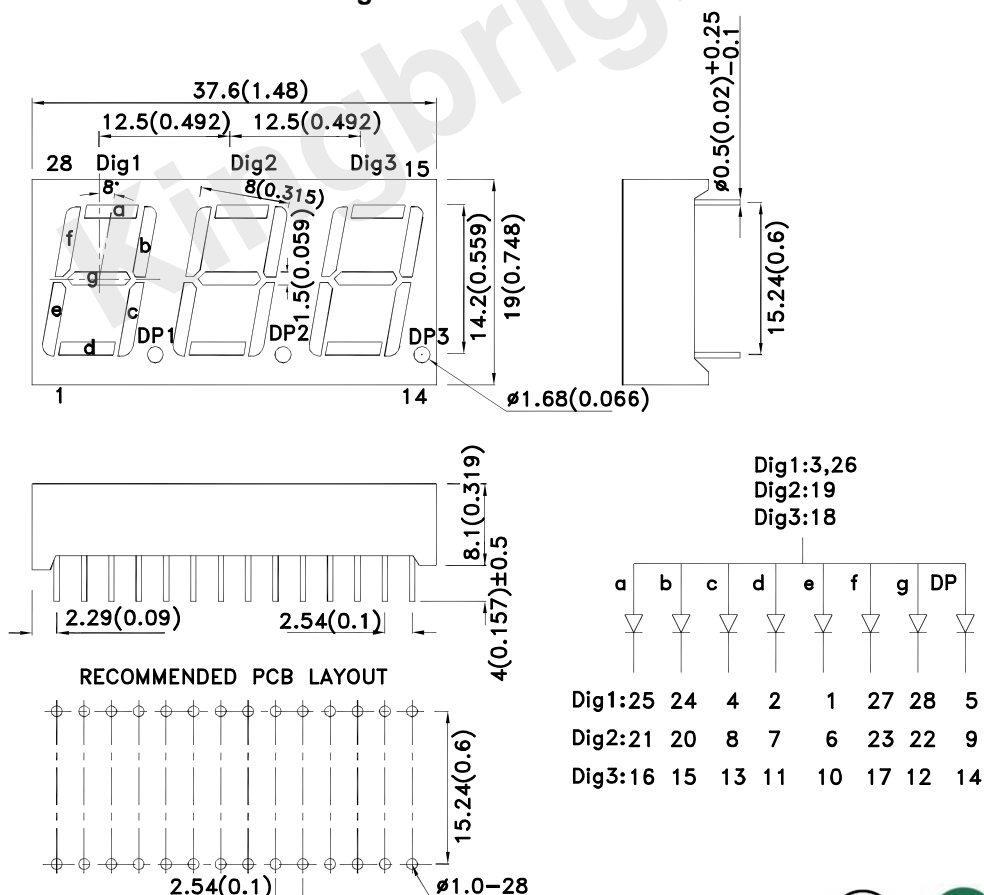 Kingbrig
37.6(1.48)
12.5(0.492) 12.5(0.492)
28 Dig1 Dig2 Dig3 15
8°
8(0.315)
a
f
b
g
e
c
d
1.5(0.059)
DP1 DP2 DP3
14.2(0.559)
19(0.748)
1 14
ø1.68(0.066)
ø0.5(0.02)+0.25
-0.1
15.24(0.6)
8.1(0.319)
4(0.157)±0.5
2.29(0.09) 2.54(0.1)
RECOMMENDED PCB LAYOUT
15.24(0.6)
2.54(0.1)
ø1.0-28
Dig1:3,26
Dig2:19
Dig3:18
a b c d e f g DP
Dig1:25 24 4 2 1 27 28 5
Dig2:21 20 8 7 6 23 22 9
Dig3:16 15 13 11 10 17 12 14